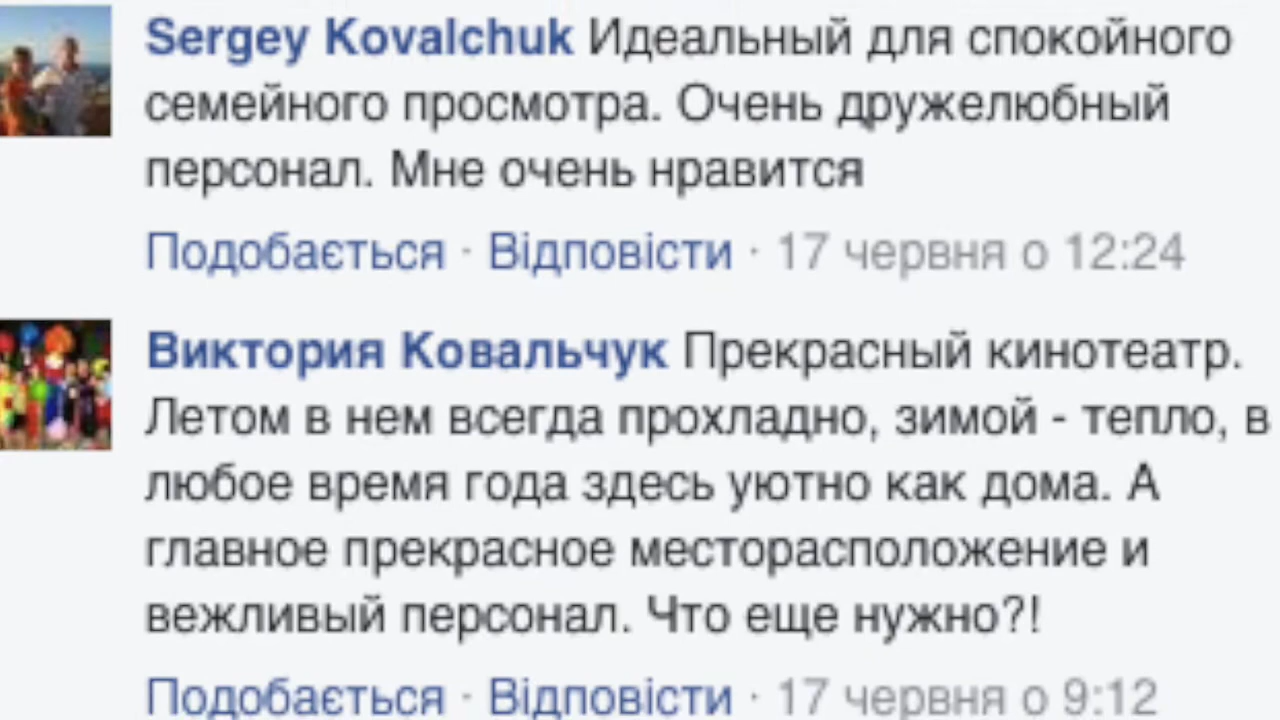 Sergey Kovalchuk Идеальный для спокойного
семейного просмотра. Очень дружелюбный
персонал. Мне очень нравится
Подобається · Відповісти · 17 червня о 12:24
Виктория Ковальчук Прекрасный кинотеатр.
Летом в нем всегда прохладно, зимой - тепло, в
любое время года здесь уютно как дома. А
главное прекрасное месторасположение и
вежливый персонал. Что еще нужно?!
Подобається · Відповісти · 17 червня о 9:12